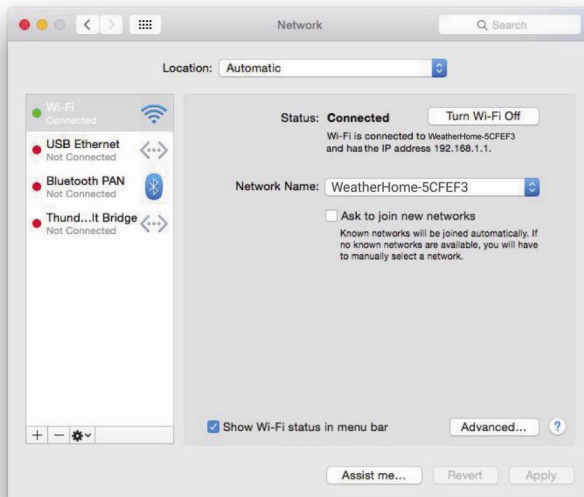 Network
Search
Location: Automatic
Wi-Fi
Connected
USB Ethernet
Not Connected
Bluetooth PAN
Not Connected
Thund...lt Bridge
Not Connected
Status: Connected
Turn Wi-Fi Off
Wi-Fi is connected to WeatherHome-5CFEF3
and has the IP address 192.168.1.1.
Network Name: WeatherHome-5CFEF3
Ask to join new networks
Known networks will be joined automatically. If
no known networks are available, you will have
to manually select a network.
Show Wi-Fi status in menu bar
Advanced...
?
Assist me...
Revert
Apply